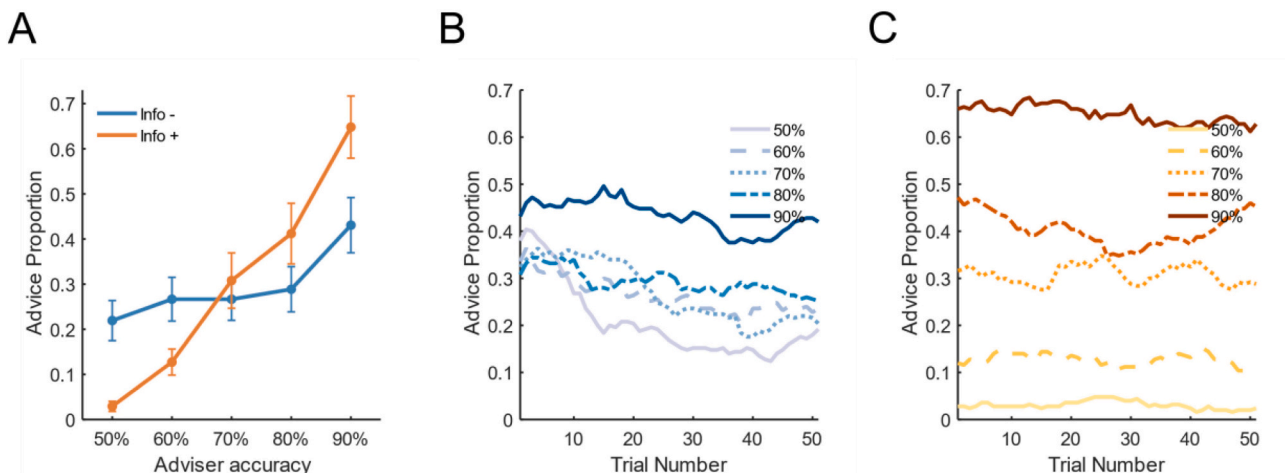 A
Advice Proportion
0.7
0.6
0.5
0.4
0.3
0.2
0.1
0
Info -
Info +
50% 60% 70% 80% 90%
Adviser accuracy
B
Advice Proportion
0.7
0.6
0.5
0.4
0.3
0.2
0.1
0
50%
60%
70%
80%
90%
10 20 30 40 50
Trial Number
C
Advice Proportion
0.7
0.6
0.5
0.4
0.3
0.2
0.1
0
50%
60%
70%
80%
90%
10 20 30 40 50
Trial Number